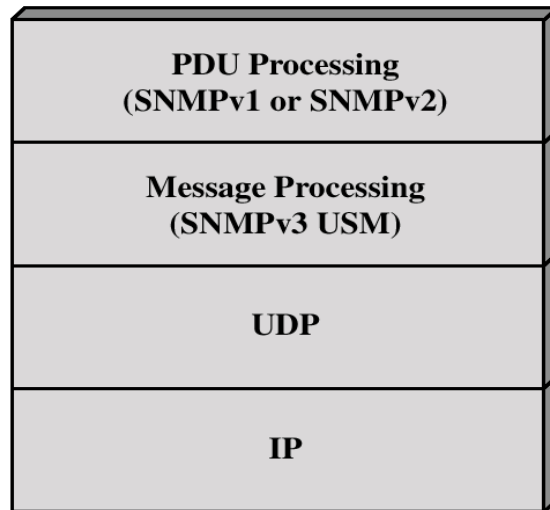 PDU Processing
(SNMPv1 or SNMPv2)
Message Processing
(SNMPv3 USM)
UDP
IP